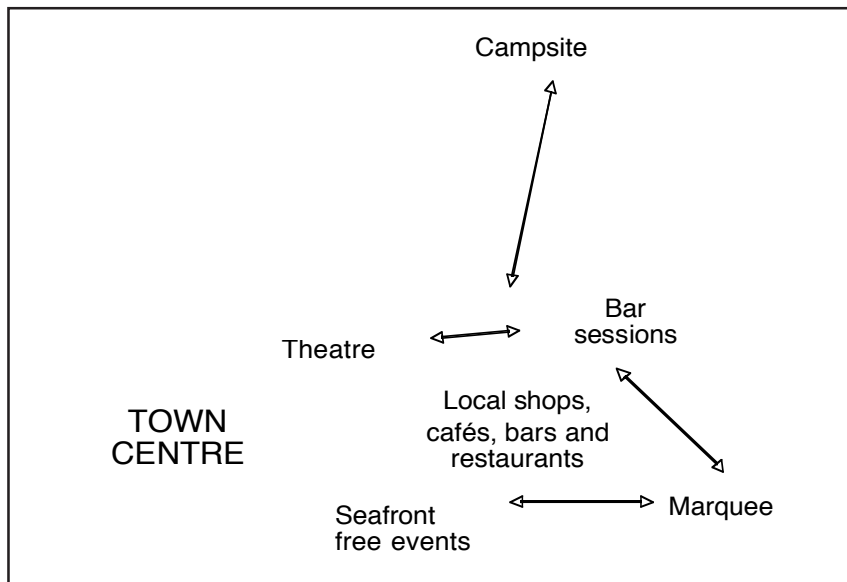 Campsite
Bar
sessions
Theatre
Local shops,
cafés, bars and
restaurants
TOWN
CENTRE
Marquee
Seafront
free events